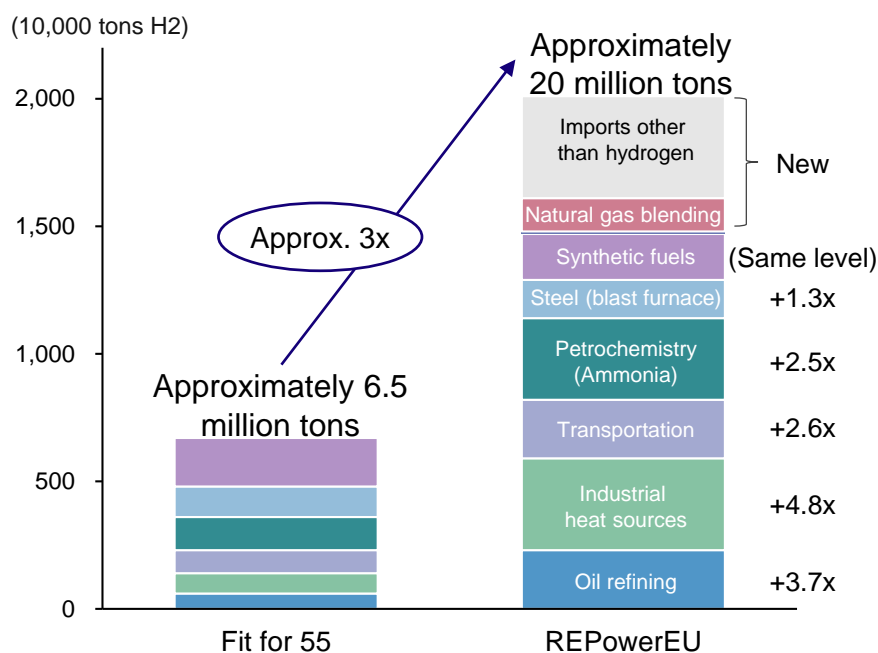 (10,000 tons H2)
2,000
1,500
1,000
500
0
Approximately
20 million tons
Imports other
than hydrogen
New
Natural gas blending
Approx. 3x
Synthetic fuels
(Same level)
Steel (blast furnace)
+1.3x
Petrochemistry
(Ammonia)
+2.5x
Approximately 6.5
million tons
Transportation
+2.6x
Industrial
heat sources
+4.8x
Oil refining
+3.7x
Fit for 55
REPowerEU